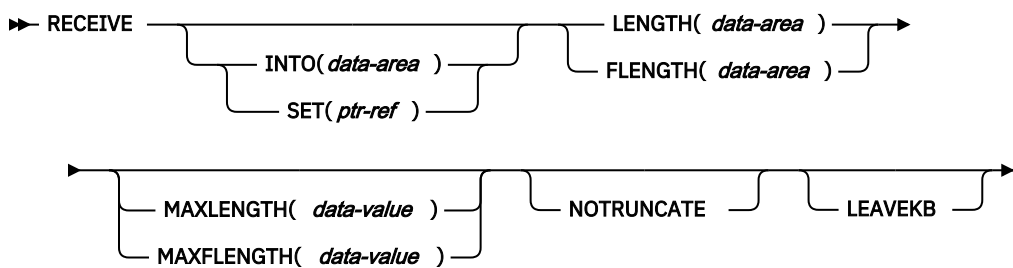 RECEIVE LENGTH( data-area )
INTO( data-area ) FLENGTH( data-area )
SET( ptr-ref )
MAXLENGTH( data-value ) NOTRUNCATE LEAVEKB
MAXFLENGTH( data-value )